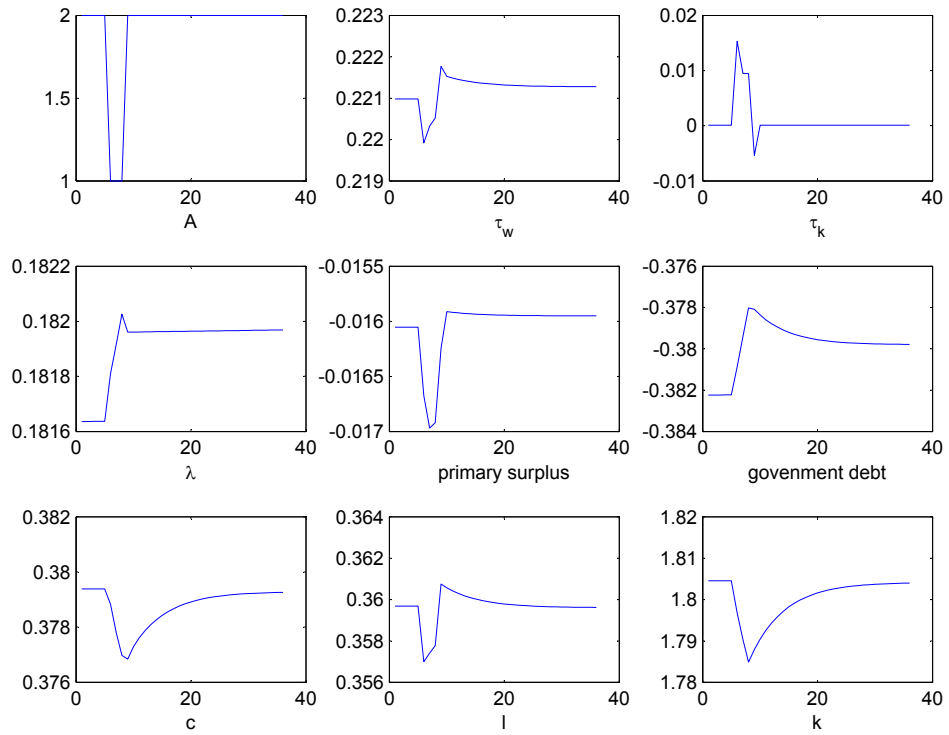 2
1.5
1
0 20 40
A
0.223
0.222
0.221
0.22
0.219
0 20 40
τw
0.02
0.01
0
-0.01
0 20 40
τk
0.1822
0.182
0.1818
0.1816
0 20 40
λ
-0.0155
-0.016
-0.0165
-0.017
0 20 40
primary surplus
-0.376
-0.378
-0.38
-0.382
-0.384
0 20 40
govenment debt
0.382
0.38
0.378
0.376
0 20 40
c
0.364
0.362
0.36
0.358
0.356
0 20 40
l
1.82
1.81
1.8
1.79
1.78
0 20 40
k